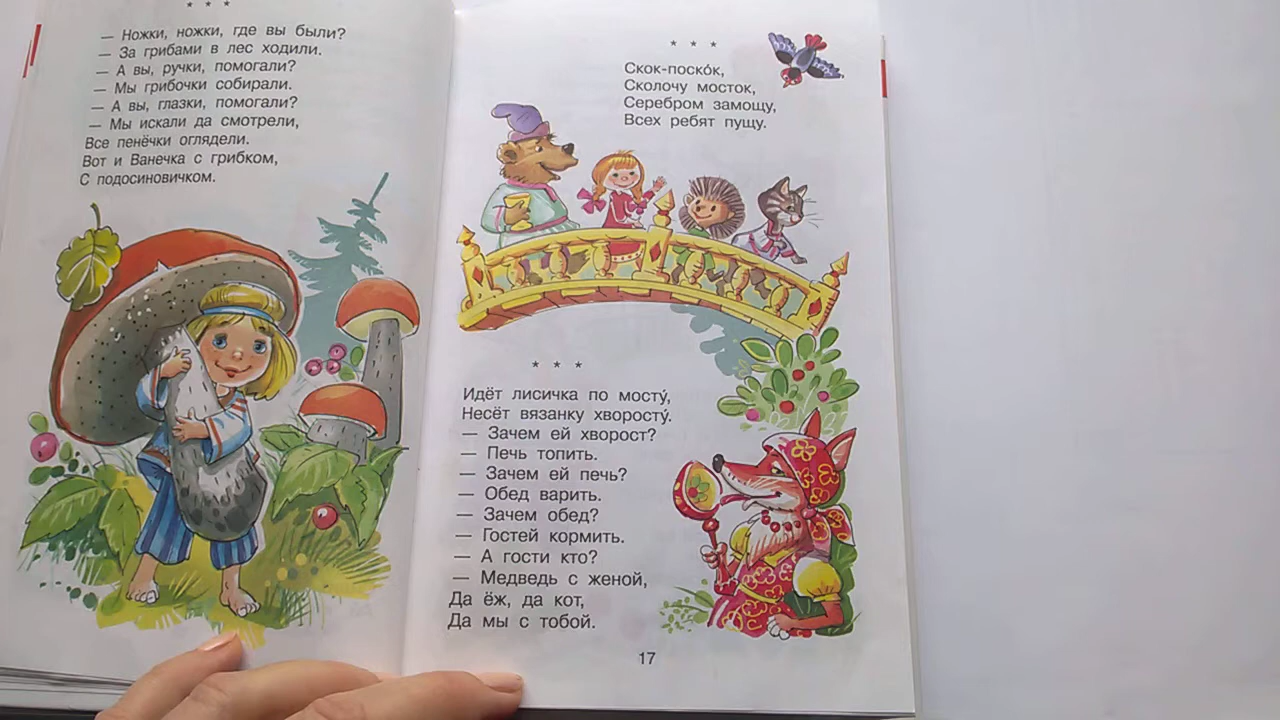 * * *
— Ножки, ножки, где вы были?
— За грибами в лес ходили.
— А вы, ручки, помогали?
— Мы грибочки собирали.
— А вы, глазки, помогали?
— Мы искали да смотрели,
Все пенёчки оглядели.
Вот и Ванечка с грибком,
С подосиновичком.
* * *
Скок-поско́к,
Сколочу мосток,
Серебром замощу,
Всех ребят пущу.
* * *
Идёт лисичка по мосту́,
Несёт вязанку хворосту́.
— Зачем ей хворост?
— Печь топить.
— Зачем ей печь?
— Обед варить.
— Зачем обед?
— Гостей кормить.
— А гости кто?
— Медведь с женой,
Да ёж, да кот,
Да мы с тобой.
17